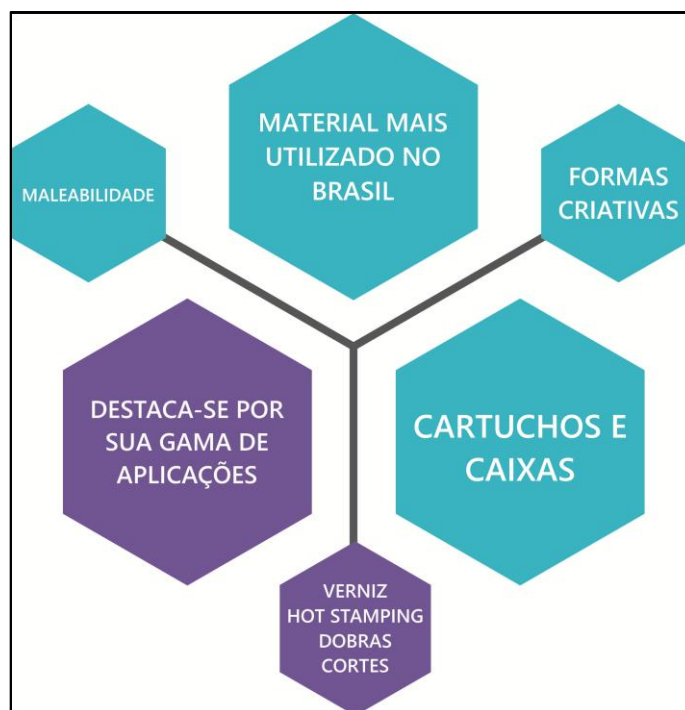 MATERIAL MAIS
UTILIZADO NO
BRASIL
MALEABILIDADE
FORMAS
CRIATIVAS
DESTACA-SE POR
SUA GAMA DE
APLICAÇÕES
CARTUCHOS E
CAIXAS
VERNIZ
HOT STAMPING
DOBRAS
CORTES